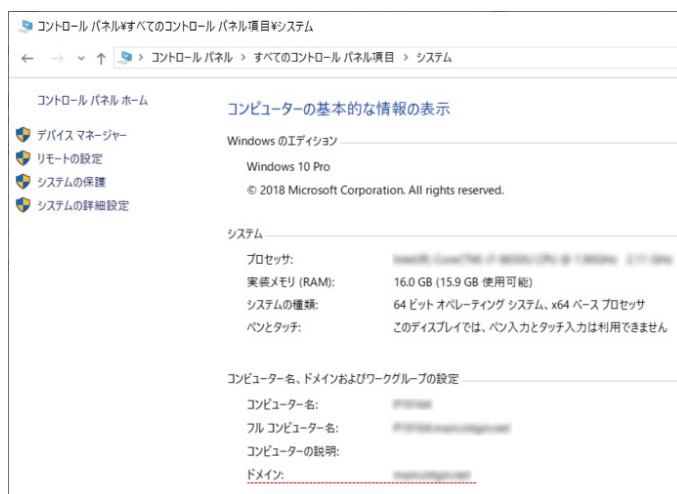 コントロール パネル¥すべてのコントロール パネル項目¥システム
コントロール パネル > すべてのコントロール パネル項目 > システム
コントロール パネル ホーム
デバイス マネージャー
リモートの設定
システムの保護
システムの詳細設定
コンピューターの基本的な情報の表示
Windows のエディション
Windows 10 Pro
© 2018 Microsoft Corporation. All rights reserved.
システム
プロセッサ:
実装メモリ (RAM): 16.0 GB (15.9 GB 使用可能)
システムの種類: 64 ビット オペレーティング システム、x64 ベース プロセッサ
ペンとタッチ: このディスプレイでは、ペン入力とタッチ入力は利用できません
コンピューター名、ドメインおよびワークグループの設定
コンピューター名:
フル コンピューター名:
コンピューターの説明:
ドメイン: